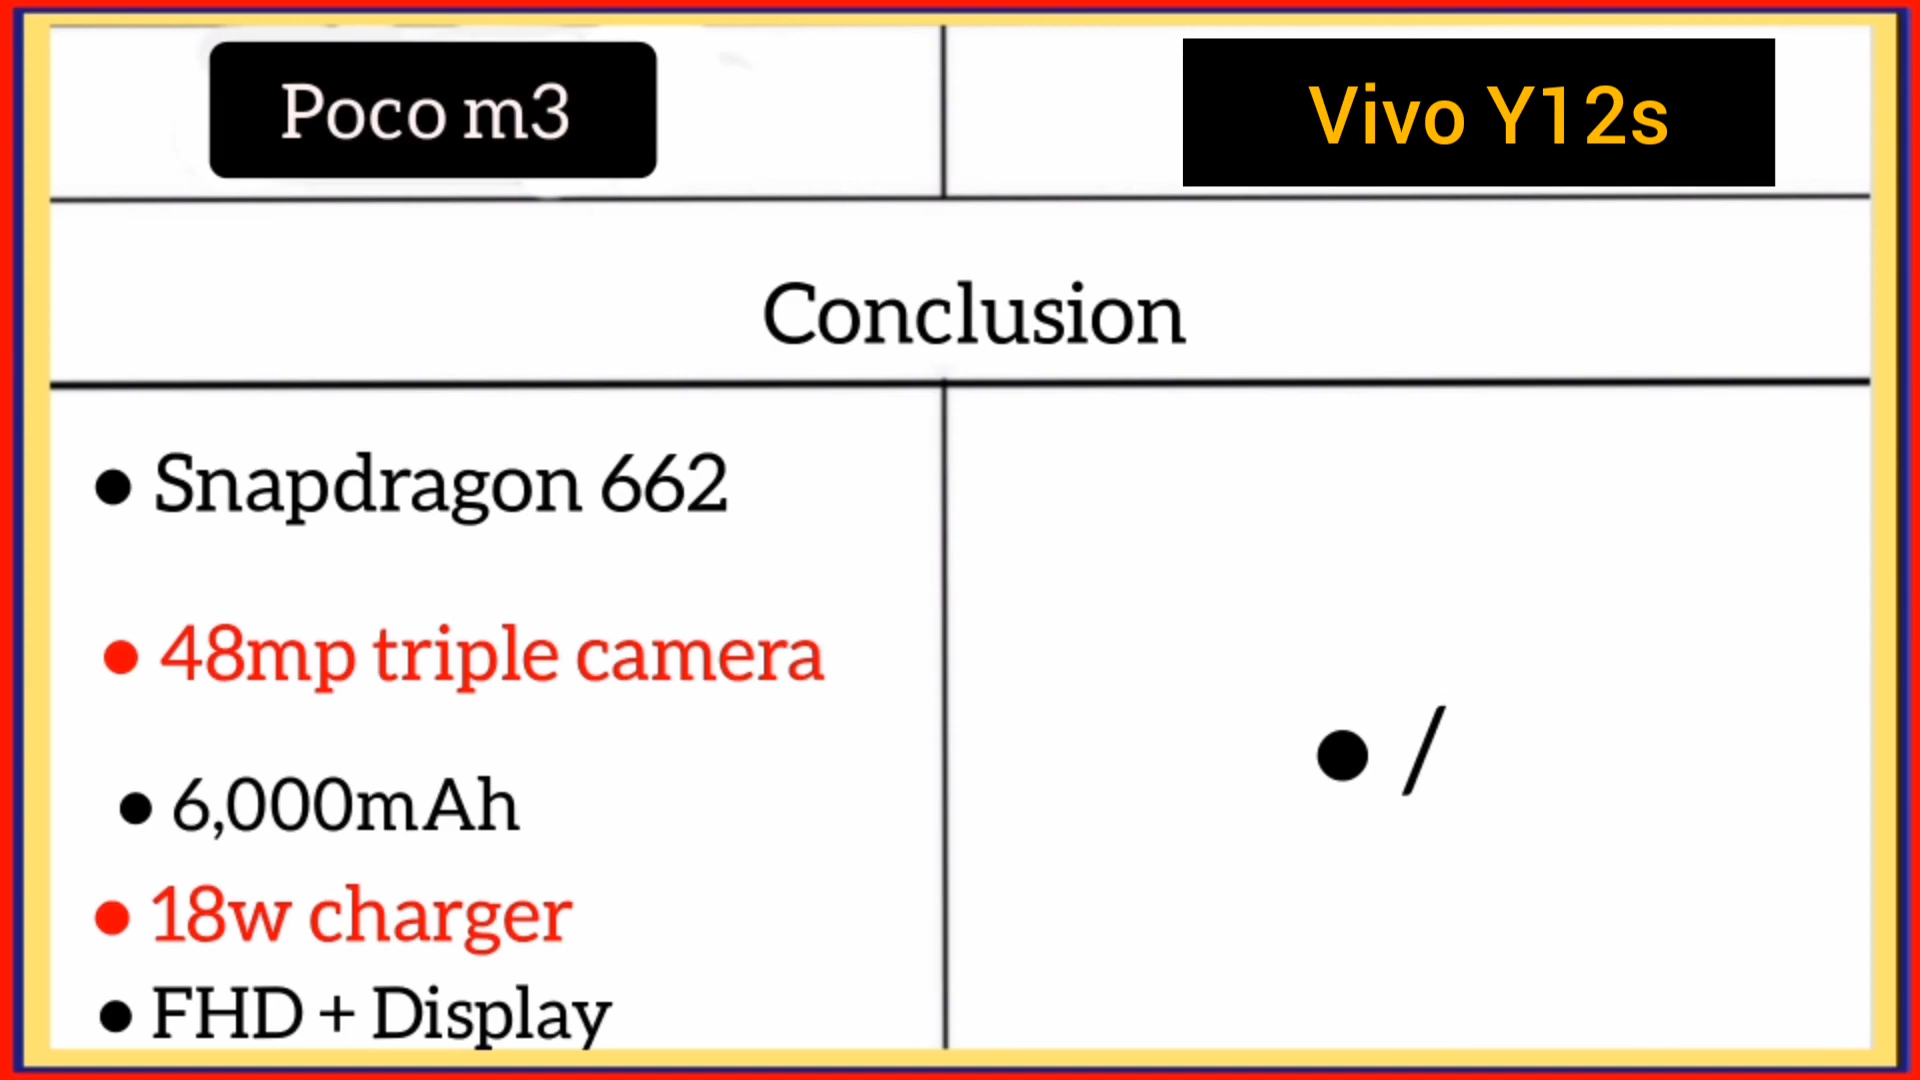 Poco m3
Vivo Y12s
Conclusion
● Snapdragon 662
● 48mp triple camera
● 6,000mAh
● 18w charger
● FHD + Display
● /